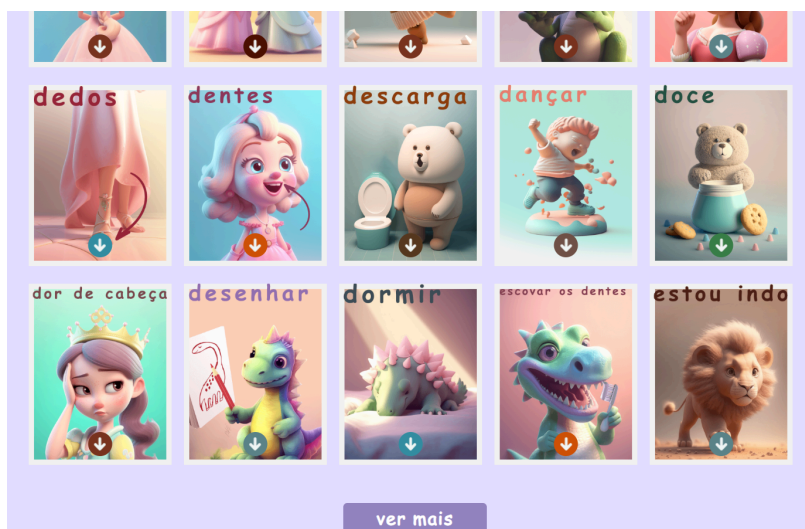 dedos
dentes
descarga
dançar
doce
dor de cabeça
desenhar
dormir
escovar os dentes
estou indo
ver mais